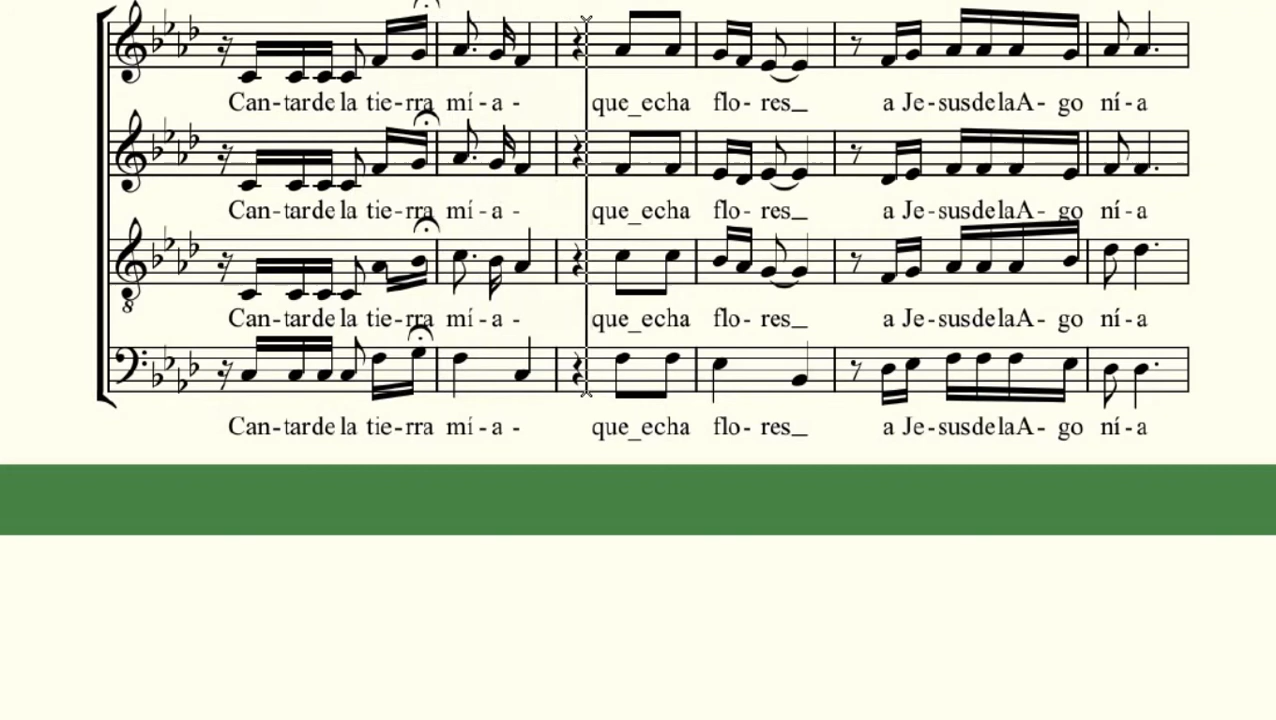 Can-tarde la tie-rra mí-a- que_echa flo- res_ a Je-susdelaA- go ní-a
Can-tarde la tie-rra mí-a- que_echa flo- res_ a Je-susdelaA- go ní-a
8
Can-tarde la tie-rra mí-a- que_echa flo- res_ a Je-susdelaA- go ní-a
Can-tarde la tie-rra mí-a- que_echa flo- res_ a Je-susdelaA- go ní-a